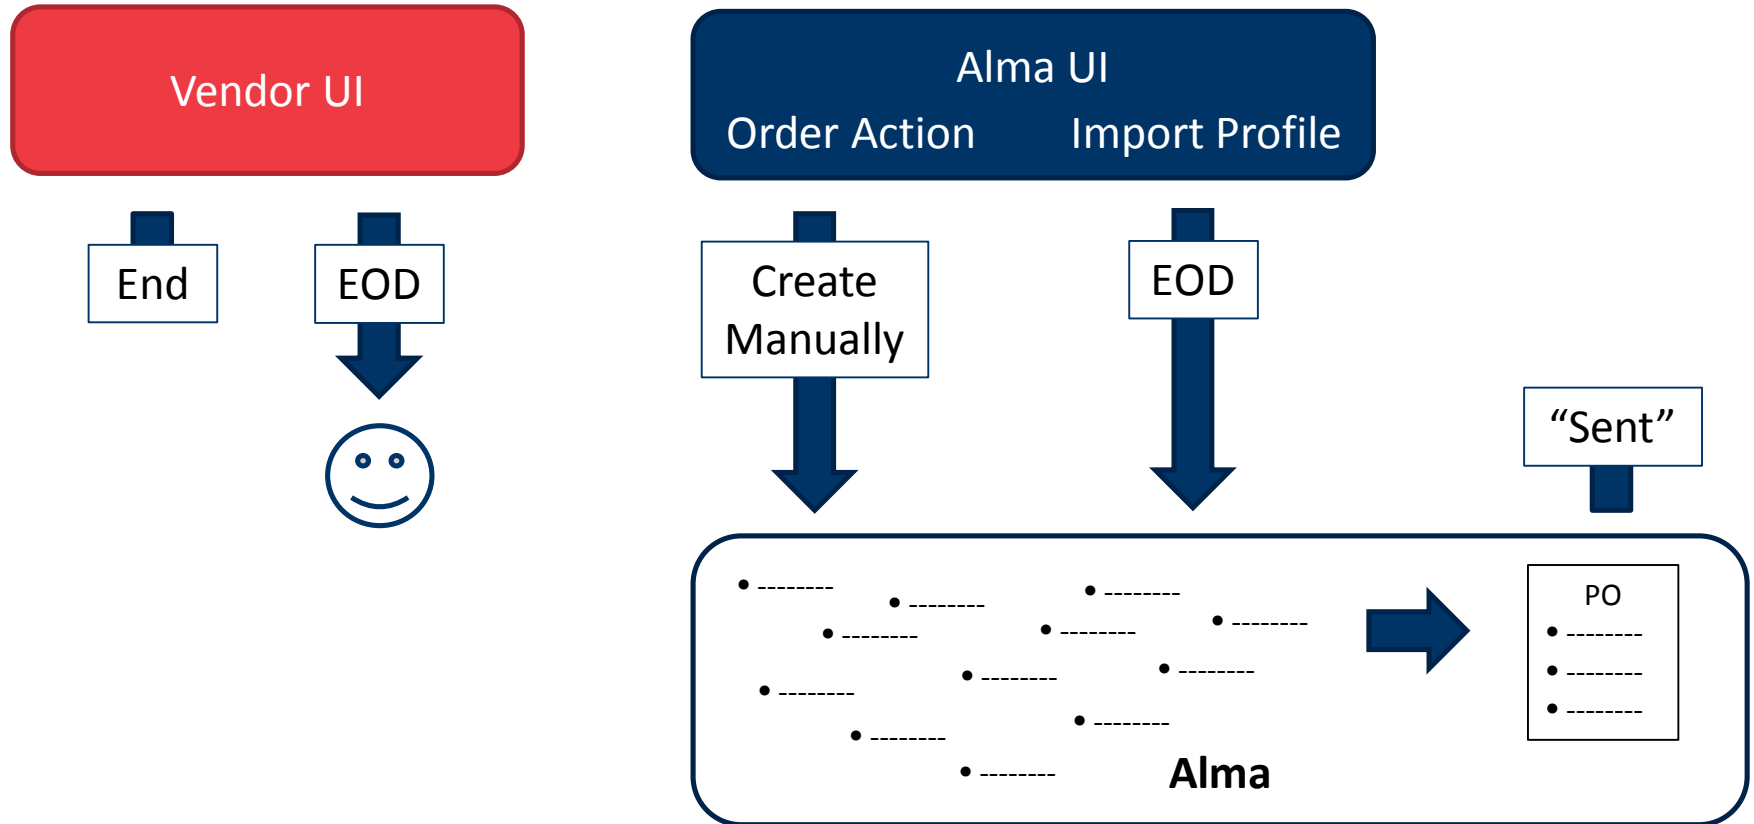 Vendor UI
Alma UI
Order Action Import Profile
End
EOD
Create
Manually
EOD
“Sent”
• --------
• --------
• --------
• --------
• --------
• --------
• --------
• --------
• --------
• --------
• --------
• --------
Alma
PO
• --------
• --------
• --------